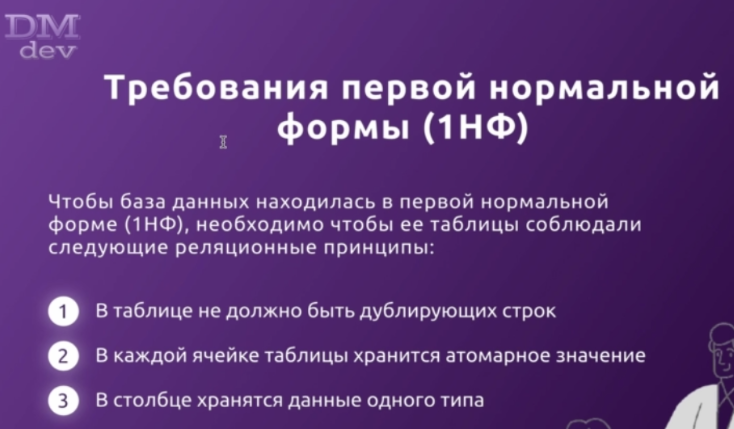 DM
dev
Требования первой нормальной
формы (1НФ)
Чтобы база данных находилась в первой нормальной
форме (1НФ), необходимо чтобы ее таблицы соблюдали
следующие реляционные принципы:
1 В таблице не должно быть дублирующих строк
2 В каждой ячейке таблицы хранится атомарное значение
3 В столбце хранятся данные одного типа